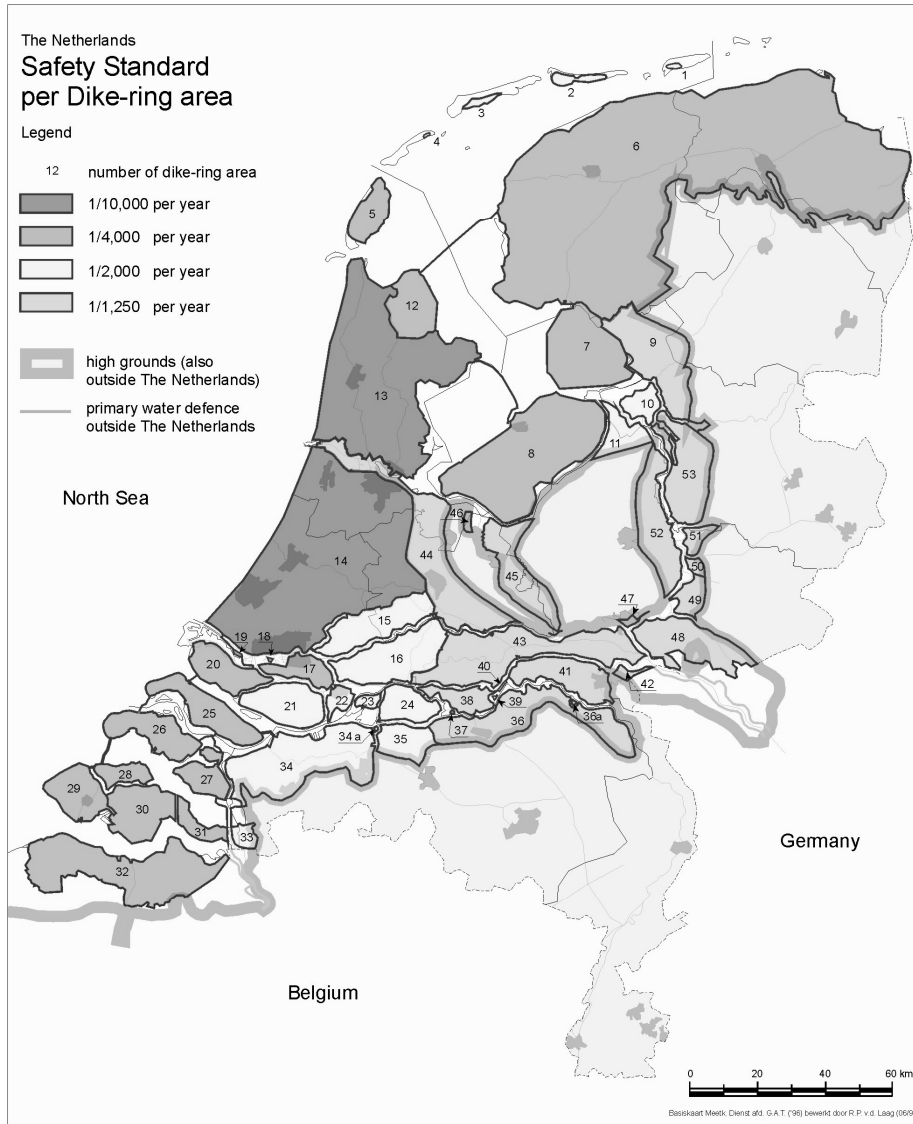 The Netherlands
Safety Standard
per Dike-ring area
Legend
12 number of dike-ring area
1/10,000 per year
1/4,000 per year
1/2,000 per year
1/1,250 per year
high grounds (also
outside The Netherlands)
primary water defence
outside The Netherlands
1
2
3
4
5
6
7
8
9
10
11
12
13
North Sea
14
15
16
17
18
19
20
21
22
23
24
25
26
27
28
29
30
31
32
33
34
34a
35
36
36a
37
38
39
40
41
42
43
44
45
46
47
48
49
50
51
52
53
Germany
Belgium
0 20 40 60 km
Basiskaart Meetk. Dienst afd. G.A.T. ('96) bewerkt door R.P. v.d. Laag (06/9